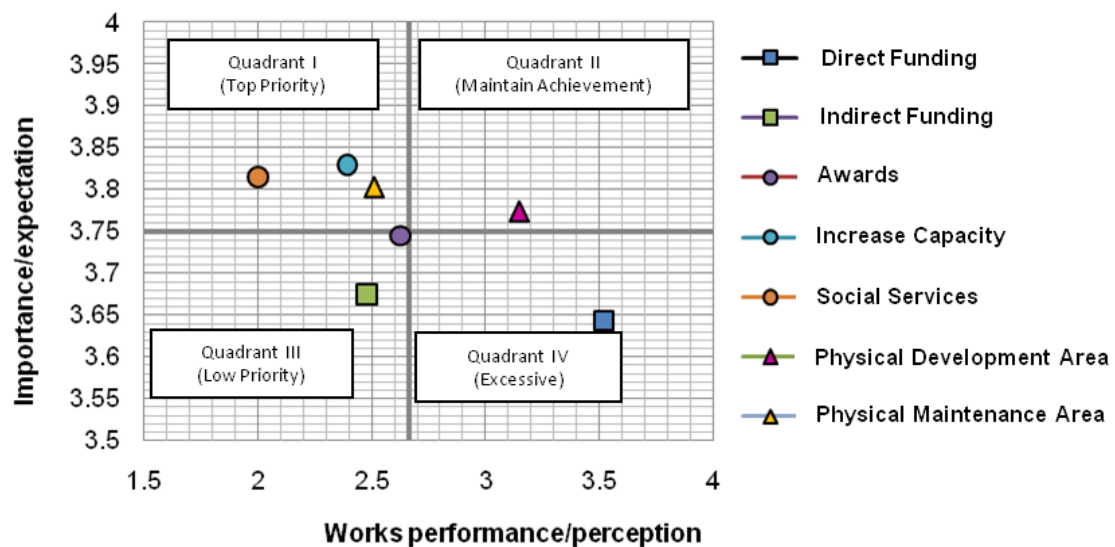 4
3.95
3.9
3.85
3.8
3.75
3.7
3.65
3.6
3.55
3.5
Importance/expectation
Quadrant I
(Top Priority)
Quadrant II
(Maintain Achievement)
Quadrant III
(Low Priority)
Quadrant IV
(Excessive)
1.5 2 2.5 3 3.5 4
Works performance/perception
Direct Funding
Indirect Funding
Awards
Increase Capacity
Social Services
Physical Development Area
Physical Maintenance Area